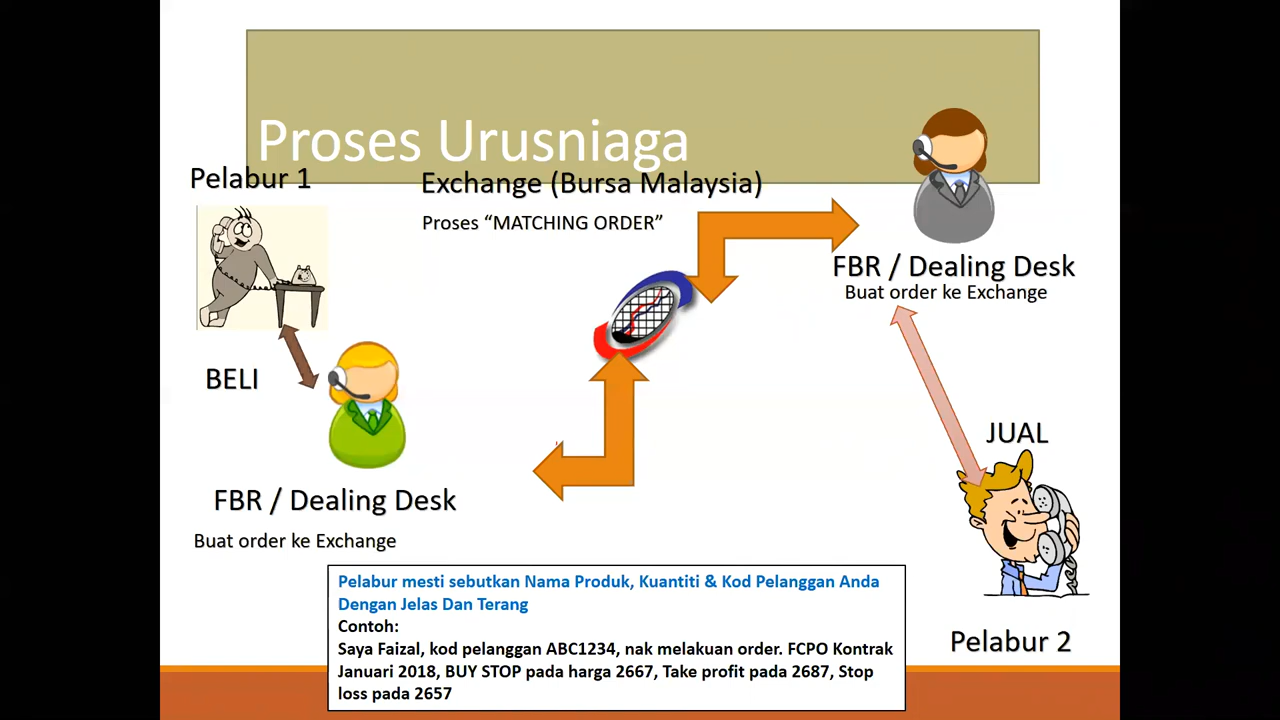 Proses Urusniaga
Pelabur 1
Exchange (Bursa Malaysia)
Proses “MATCHING ORDER”
FBR / Dealing Desk
Buat order ke Exchange
BELI
JUAL
FBR / Dealing Desk
Buat order ke Exchange
Pelabur mesti sebutkan Nama Produk, Kuantiti & Kod Pelanggan Anda
Dengan Jelas Dan Terang
Contoh:
Saya Faizal, kod pelanggan ABC1234, nak melakuan order. FCPO Kontrak
Januari 2018, BUY STOP pada harga 2667, Take profit pada 2687, Stop
loss pada 2657
Pelabur 2